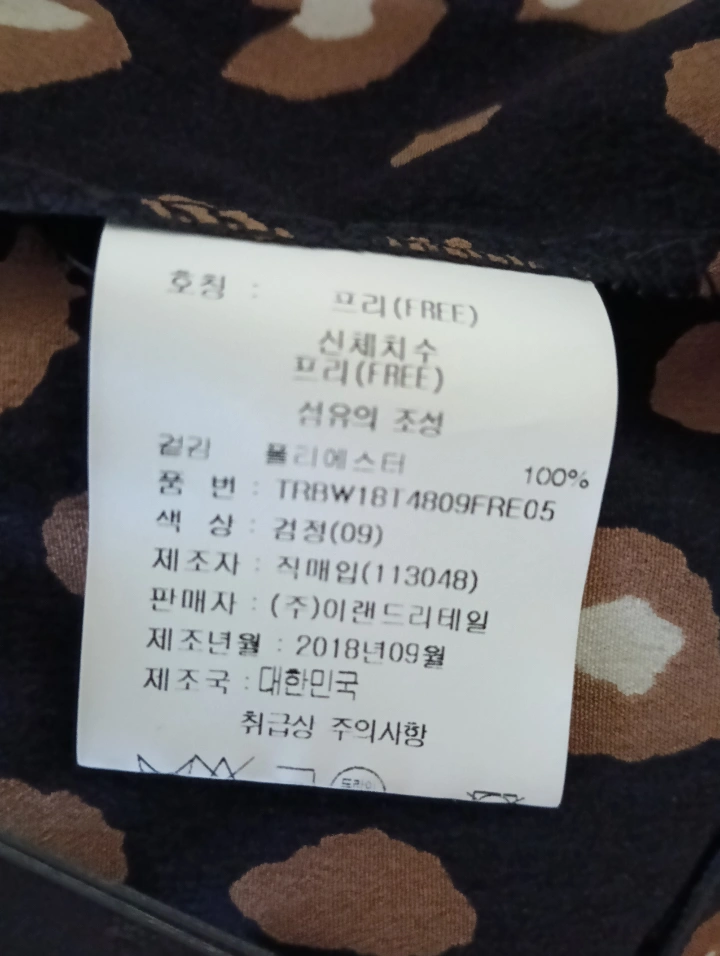 호칭 : 프리(FREE)
신체치수
프리(FREE)
섬유의 조성
겉감 폴리에스터 100%
품 번 : TRBW18T4809FRE05
색 상 : 검정(09)
제조자 : 직매입(113048)
판매자 : (주)이랜드리테일
제조년월 : 2018년09월
제조국 : 대한민국
취급상 주의사항
드라이